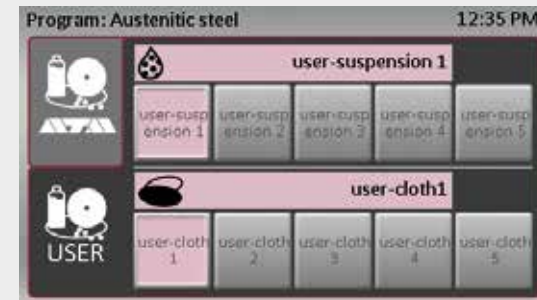 Program: Austenitic steel 12:35 PM
user-suspension 1
user-susp ension 1 user-susp ension 2 user-susp ension 3 user-susp ension 4 user-susp ension 5
ATM
user-cloth1
USER
user-cloth 1 user-cloth 2 user-cloth 3 user-cloth 4 user-cloth 5